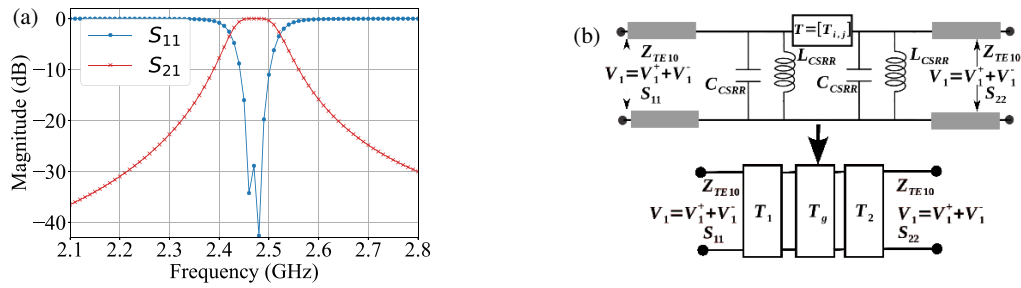 (a)
0
−10
−20
−30
−40
Magnitude (dB)
S11
S21
2.1 2.2 2.3 2.4 2.5 2.6 2.7 2.8
Frequency (GHz)
(b)
T=[Ti,j]
ZTE10
V1=V1++V1-
S11
CCSRR
LCSRR
CCSRR
LCSRR
ZTE10
V1=V1++V1-
S22
ZTE10
V1=V1++V1-
S11
T1
Tg
T2
ZTE10
V1=V1++V1-
S22